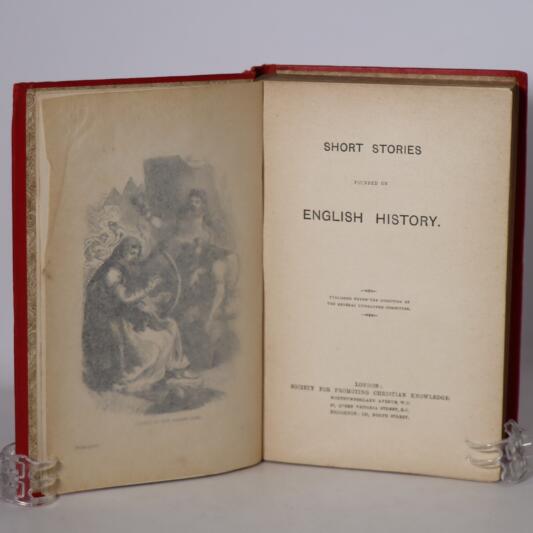 SHORT STORIES
FOUNDED ON
ENGLISH HISTORY.
PUBLISHED UNDER THE DIRECTION OF
THE GENERAL LITERATURE COMMITTEE.
LONDON:
SOCIETY FOR PROMOTING CHRISTIAN KNOWLEDGE
NORTHUMBERLAND AVENUE, W.C.
43, QUEEN VICTORIA STREET, E.C.
BRIGHTON: 129, NORTH STREET.